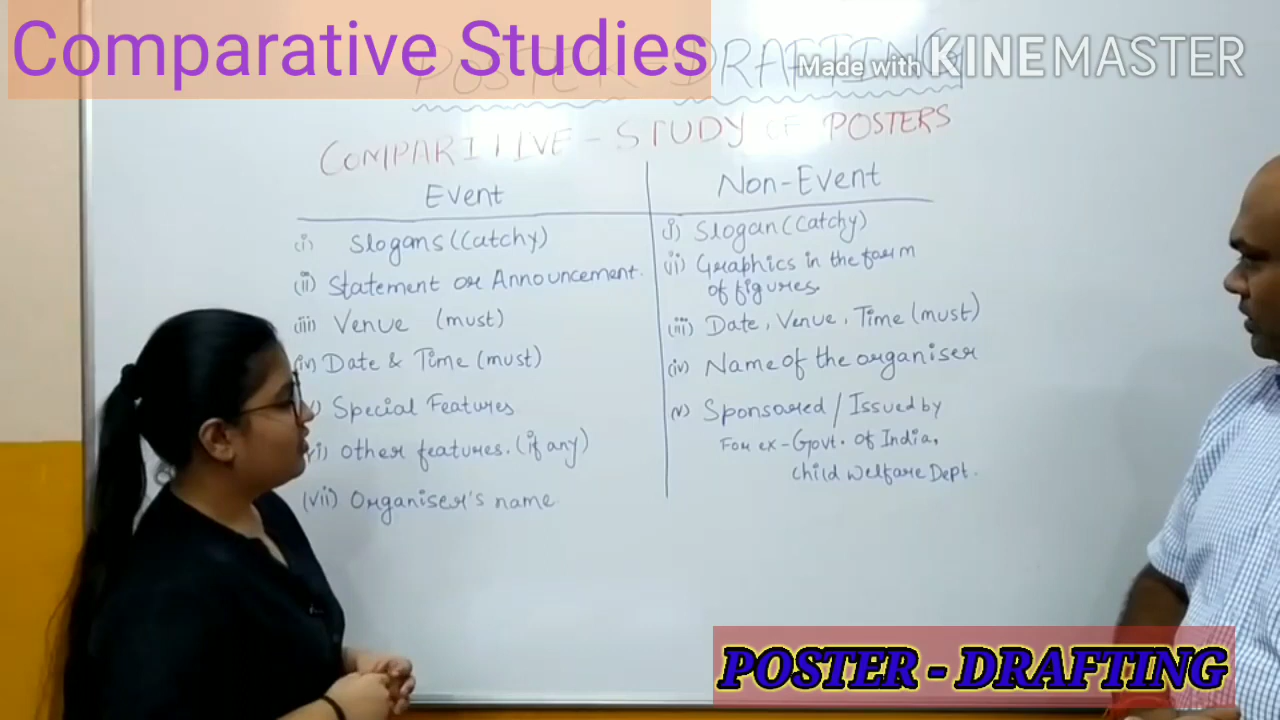 Comparative Studies
POSTER DRAFTING
Made with KINEMASTER
COMPARITIVE - STUDY OF POSTERS
Event
(i) Slogans (Catchy)
(ii) Statement or Announcement.
(iii) Venue (must)
(iv) Date & Time (must)
Special Features
Other features. (if any)
(vii) Organiser's name
Non-Event
(i) Slogan (Catchy)
(ii) Graphics in the form
of figures.
(iii) Date, Venue, Time (must)
(iv) Name of the organiser
(v) Sponsored / Issued by
For ex - Govt. of India,
child welfare Dept.
POSTER - DRAFTING